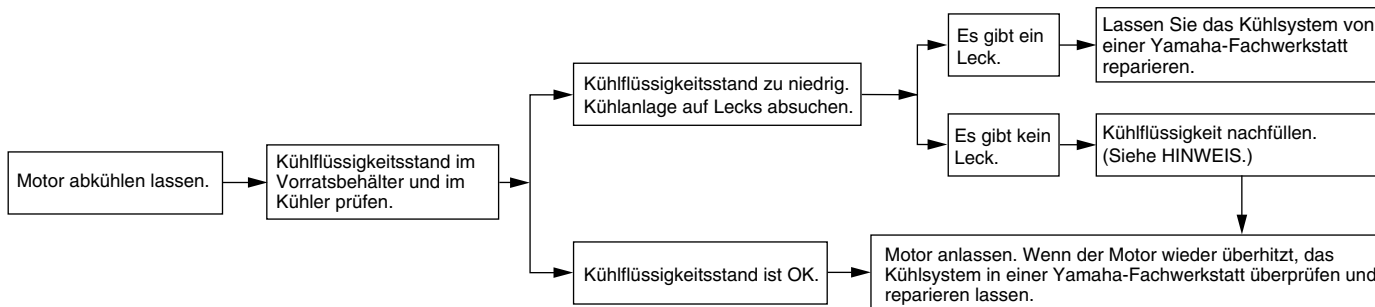 Motor abkühlen lassen.
Kühlflüssigkeitsstand im
Vorratsbehälter und im
Kühler prüfen.
Kühlflüssigkeitsstand zu niedrig.
Kühlanlage auf Lecks absuchen.
Es gibt ein
Leck.
Lassen Sie das Kühlsystem von
einer Yamaha-Fachwerkstatt
reparieren.
Es gibt kein
Leck.
Kühlflüssigkeit nachfüllen.
(Siehe HINWEIS.)
Kühlflüssigkeitsstand ist OK.
Motor anlassen. Wenn der Motor wieder überhitzt, das
Kühlsystem in einer Yamaha-Fachwerkstatt überprüfen und
reparieren lassen.